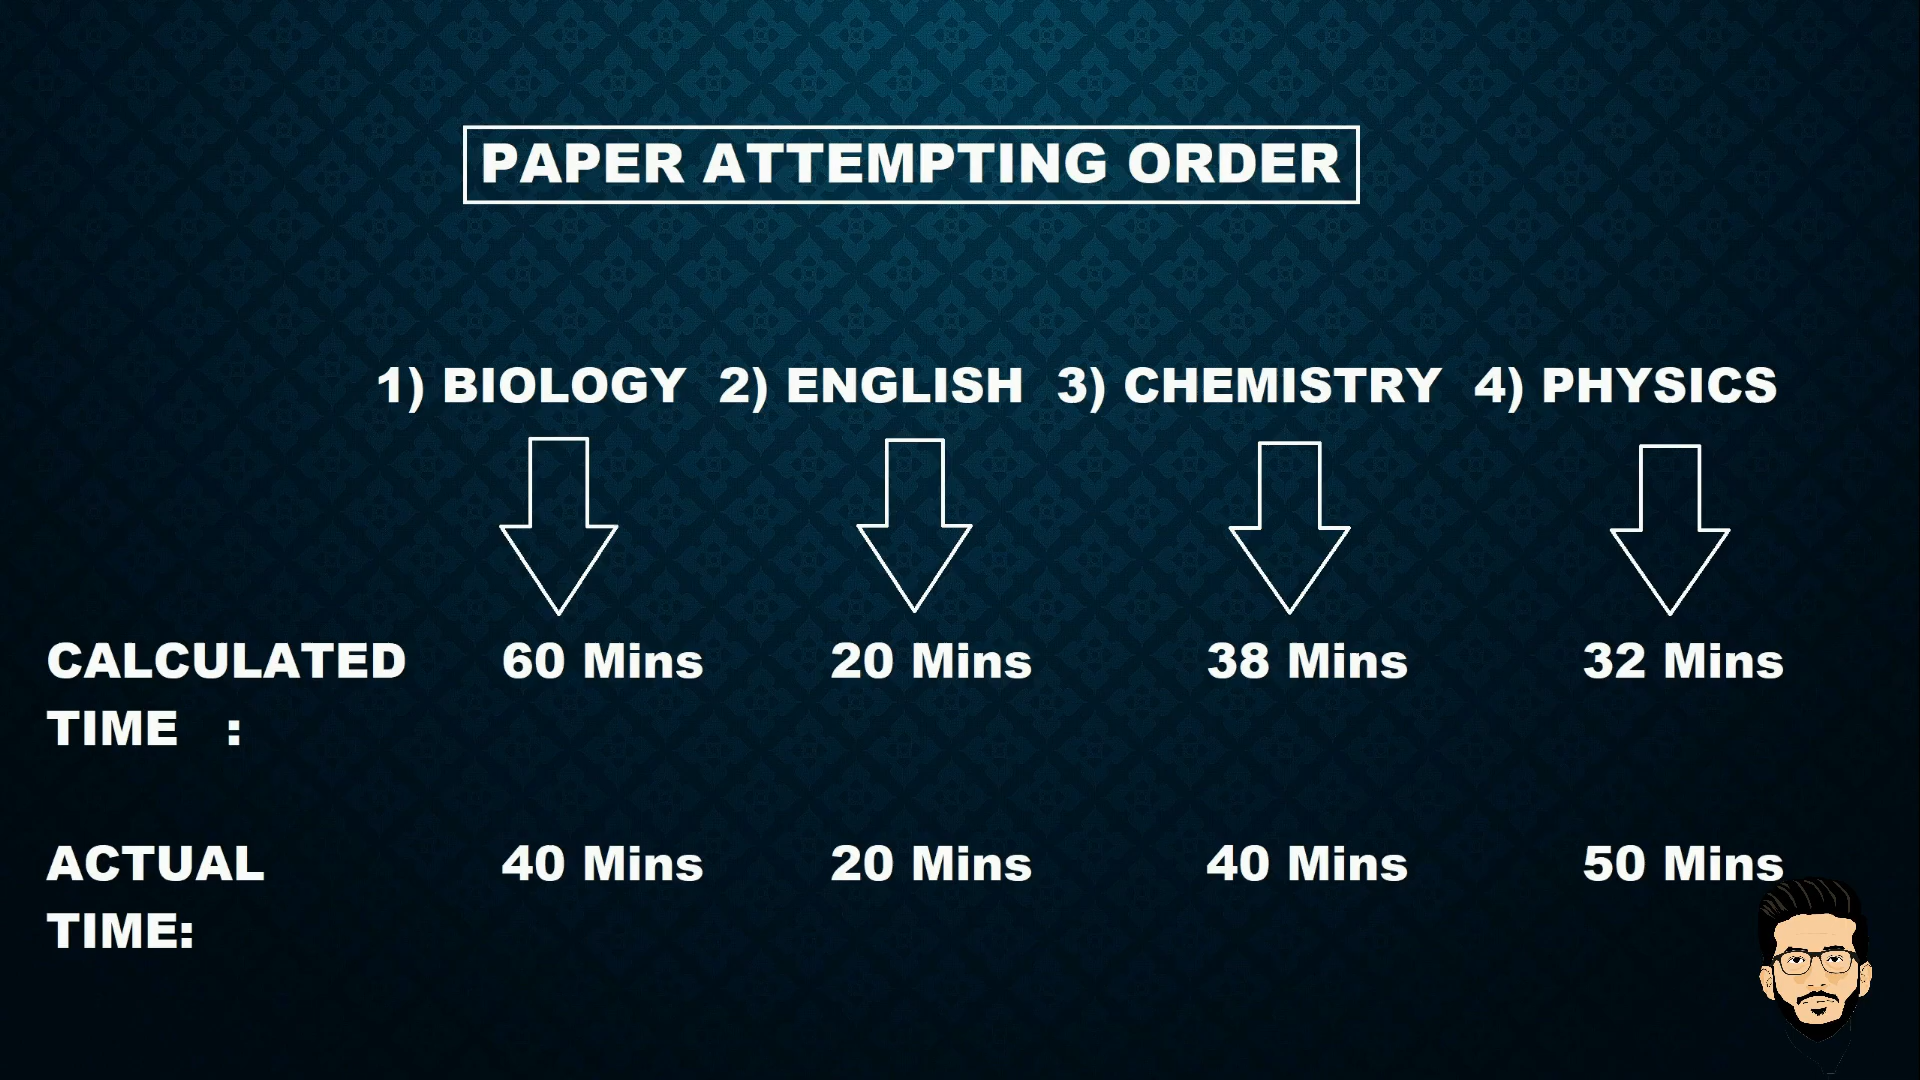 PAPER ATTEMPTING ORDER
1) BIOLOGY 2) ENGLISH 3) CHEMISTRY 4) PHYSICS
CALCULATED 60 Mins 20 Mins 38 Mins 32 Mins
TIME :
ACTUAL 40 Mins 20 Mins 40 Mins 50 Mins
TIME: